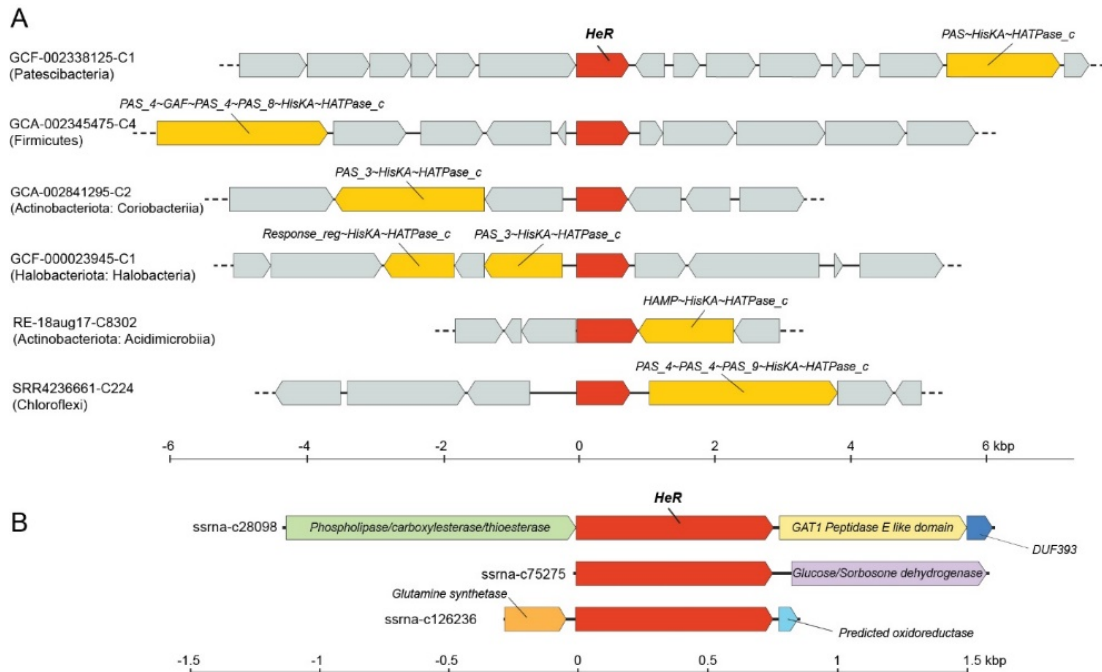 A
HeR
PAS~HisKA~HATPase_c
GCF-002338125-C1
(Patescibacteria)
PAS_4~GAF~PAS_4~PAS_8~HisKA~HATPase_c
GCA-002345475-C4
(Firmicutes)
PAS_3~HisKA~HATPase_c
GCA-002841295-C2
(Actinobacteriota: Coriobacteriia)
Response_reg~HisKA~HATPase_c
PAS_3~HisKA~HATPase_c
GCF-000023945-C1
(Halobacteriota: Halobacteria)
HAMP~HisKA~HATPase_c
RE-18aug17-C8302
(Actinobacteriota: Acidimicrobiia)
PAS_4~PAS_4~PAS_9~HisKA~HATPase_c
SRR4236661-C224
(Chloroflexi)
-6 -4 -2 0 2 4 6 kbp
B
HeR
ssrna-c28098 Phospholipase/carboxylesterase/thioesterase GAT1 Peptidase E like domain
DUF393
ssrna-c75275 Glucose/Sorbosone dehydrogenase
Glutamine synthetase
ssrna-c126236
Predicted oxidoreductase
-1.5 -1 -0.5 0 0.5 1 1.5 kbp